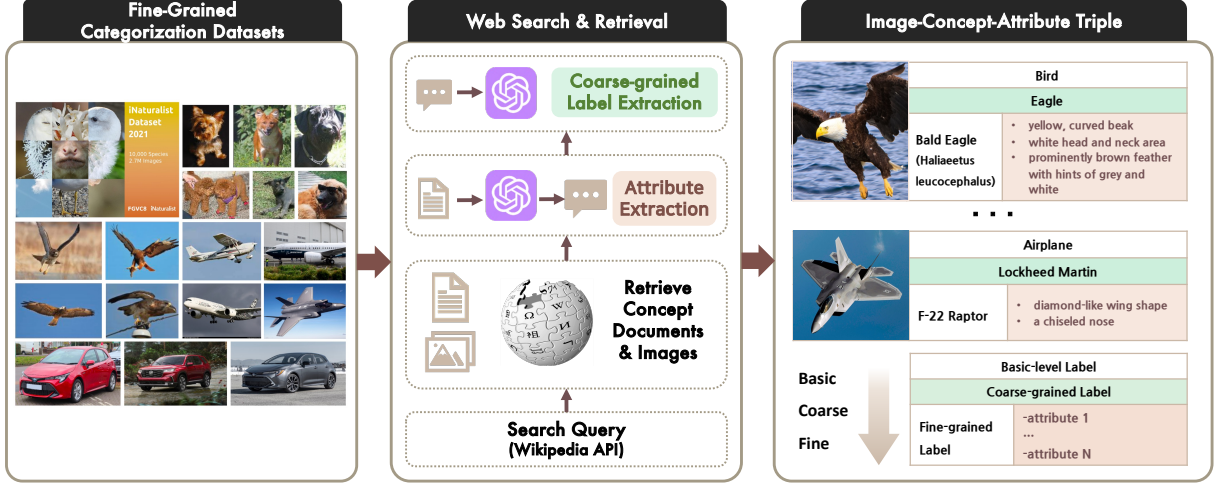 Fine-Grained
Categorization Datasets
iNaturalist
Dataset
2021
10,000 Species
2.7M Images
FGVC8 iNaturalist
Web Search & Retrieval
Coarse-grained
Label Extraction
Attribute
Extraction
Retrieve
Concept
Documents
& Images
Search Query
(Wikipedia API)
Image-Concept-Attribute Triple
Bird
Eagle
Bald Eagle
(Haliaeetus
leucocephalus)
• yellow, curved beak
• white head and neck area
• prominently brown feather
with hints of grey and
white
...
Airplane
Lockheed Martin
F-22 Raptor
• diamond-like wing shape
• a chiseled nose
Basic
Coarse
Fine
Basic-level Label
Coarse-grained Label
Fine-grained
Label
-attribute 1
...
-attribute N